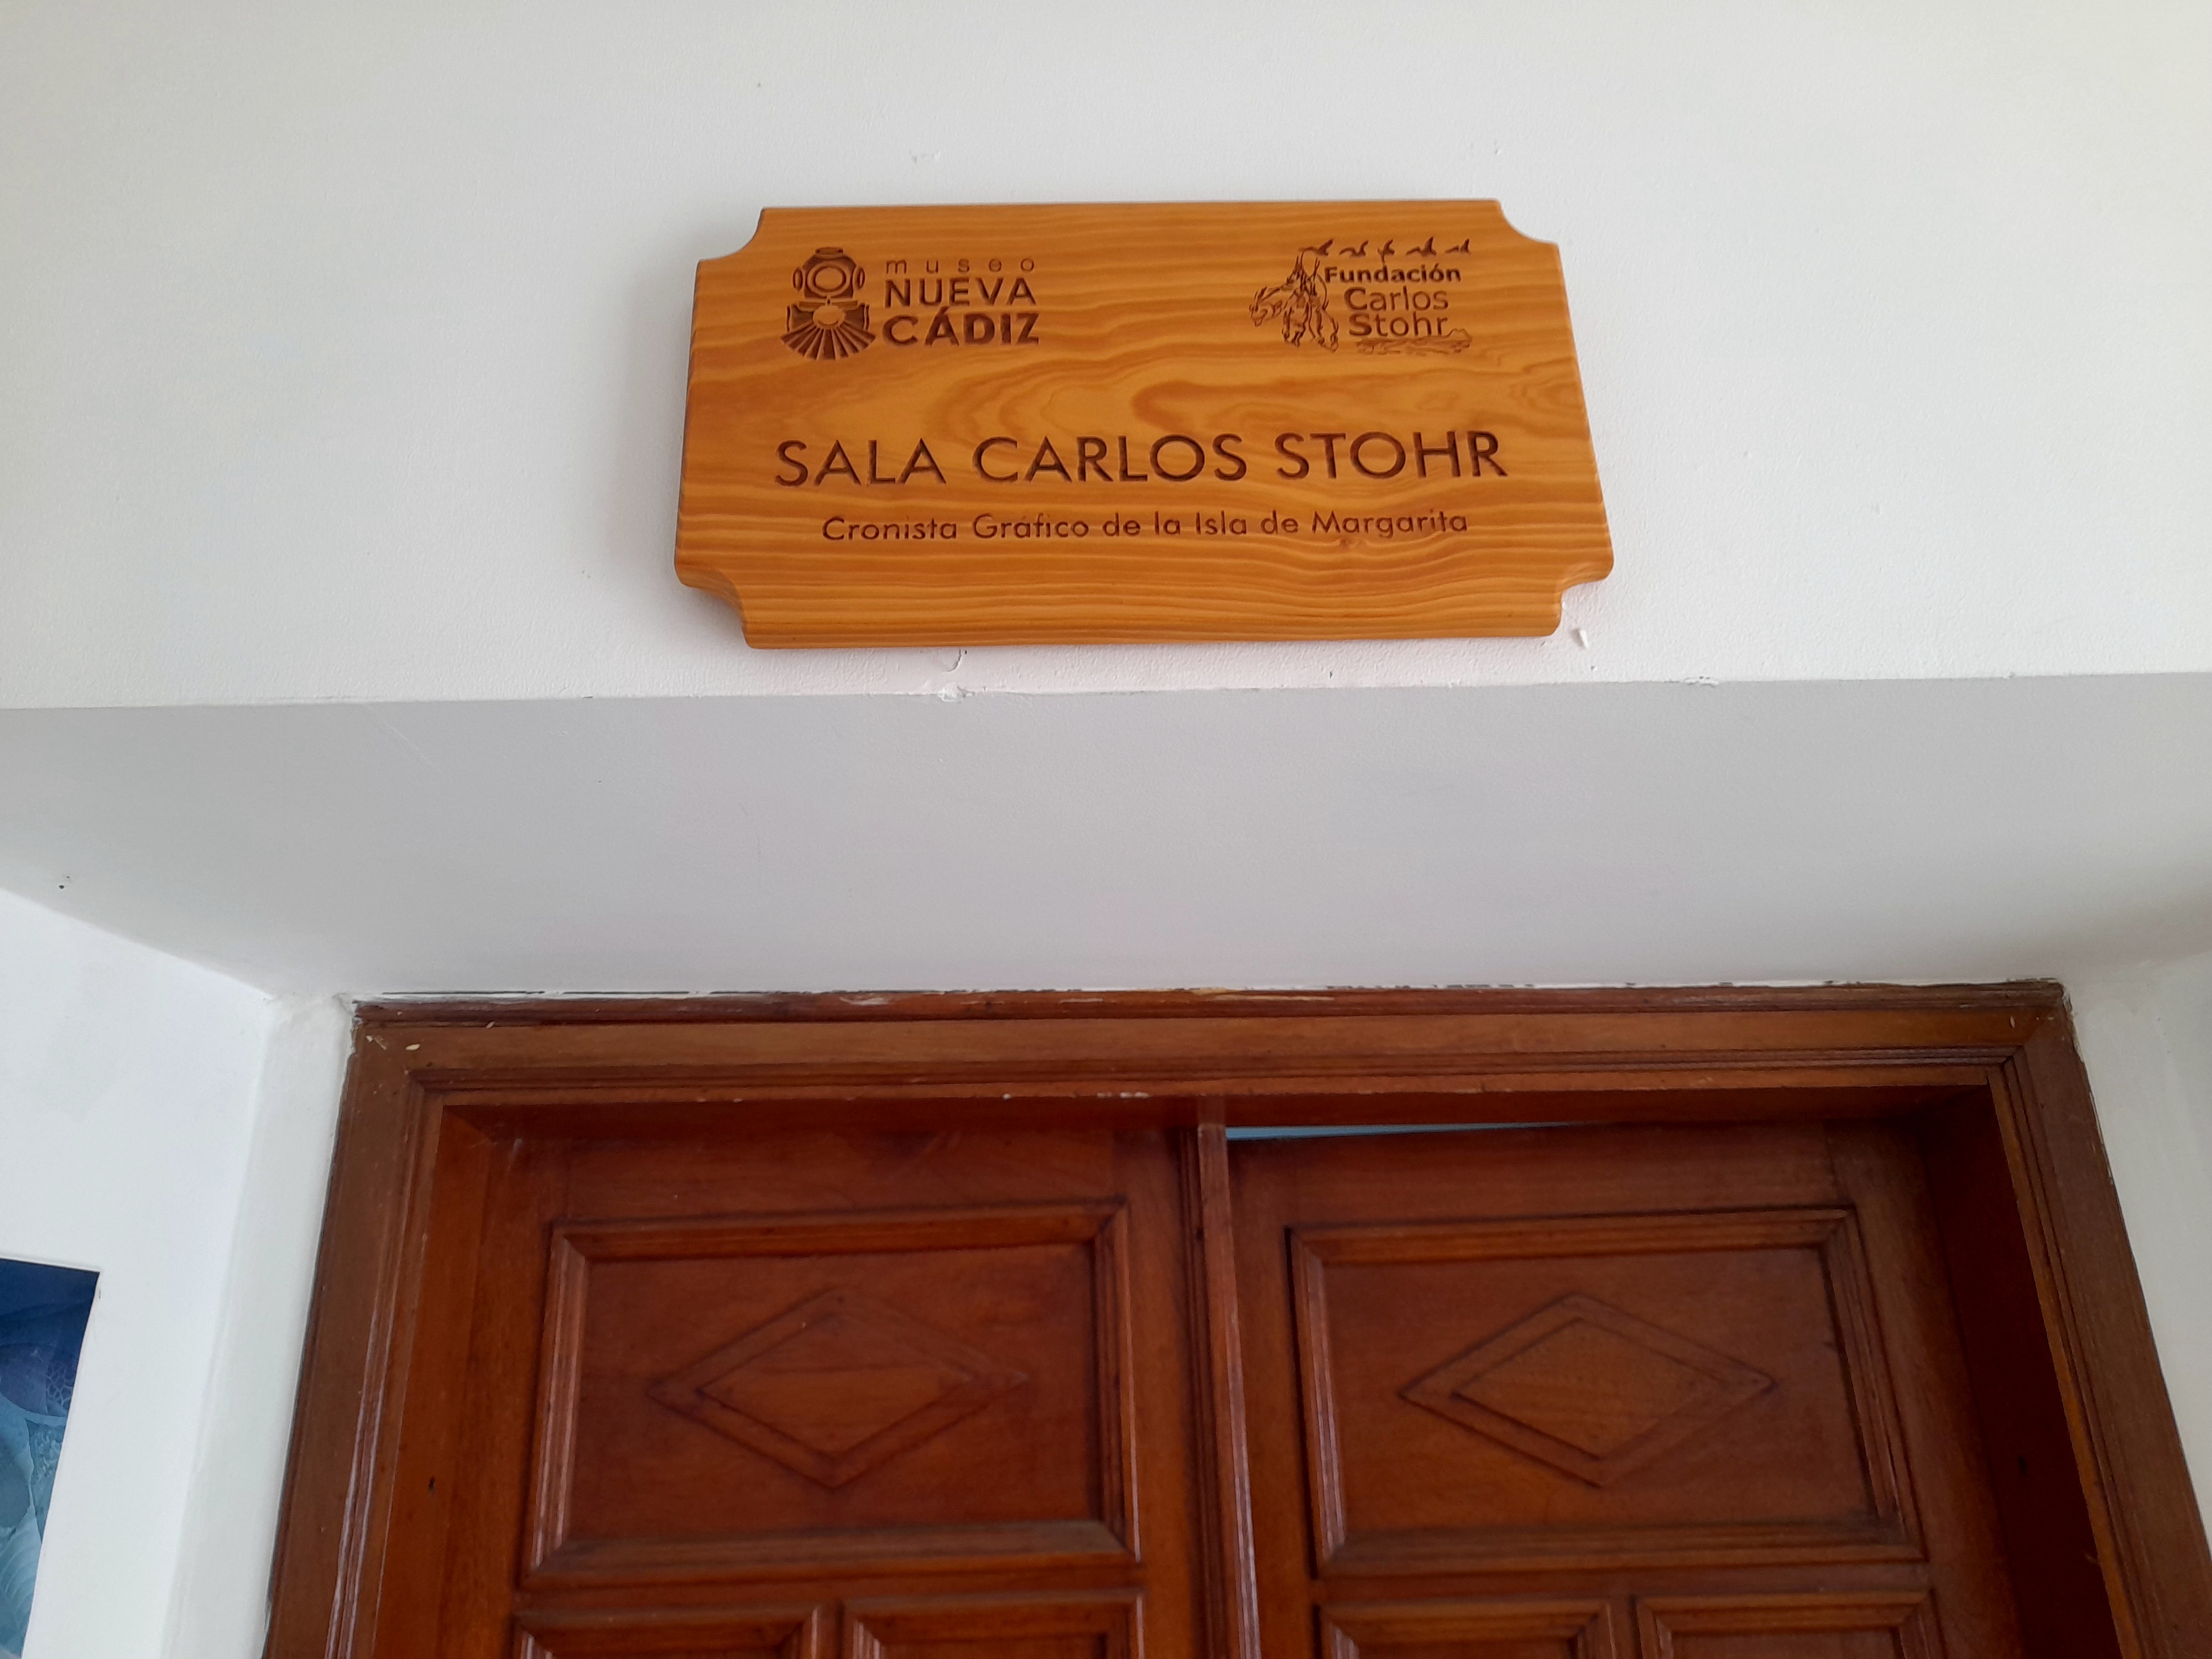 museo
NUEVA
CÁDIZ
Fundación
Carlos
Stohr
SALA CARLOS STOHR
Cronista Gráfico de la Isla de Margarita